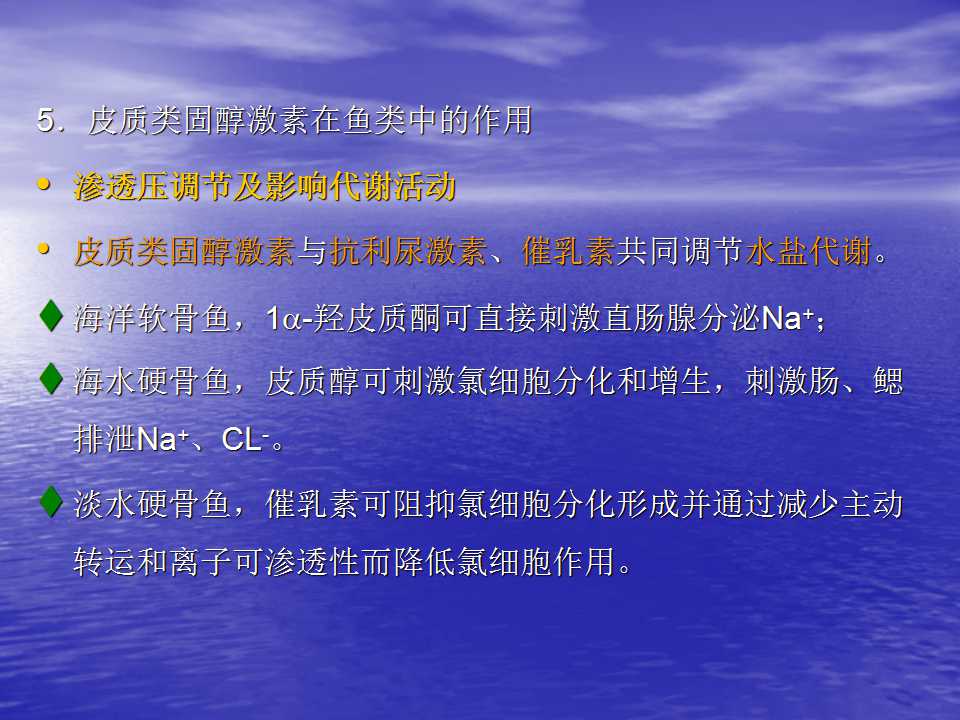 5．皮质类固醇激素在鱼类中的作用
• 渗透压调节及影响代谢活动
• 皮质类固醇激素与抗利尿激素、催乳素共同调节水盐代谢。
♦ 海洋软骨鱼，1α-羟皮质酮可直接刺激直肠腺分泌Na⁺；
♦ 海水硬骨鱼，皮质醇可刺激氯细胞分化和增生，刺激肠、鳃
排泄Na⁺、CL⁻。
♦ 淡水硬骨鱼，催乳素可阻抑氯细胞分化形成并通过减少主动
转运和离子可渗透性而降低氯细胞作用。